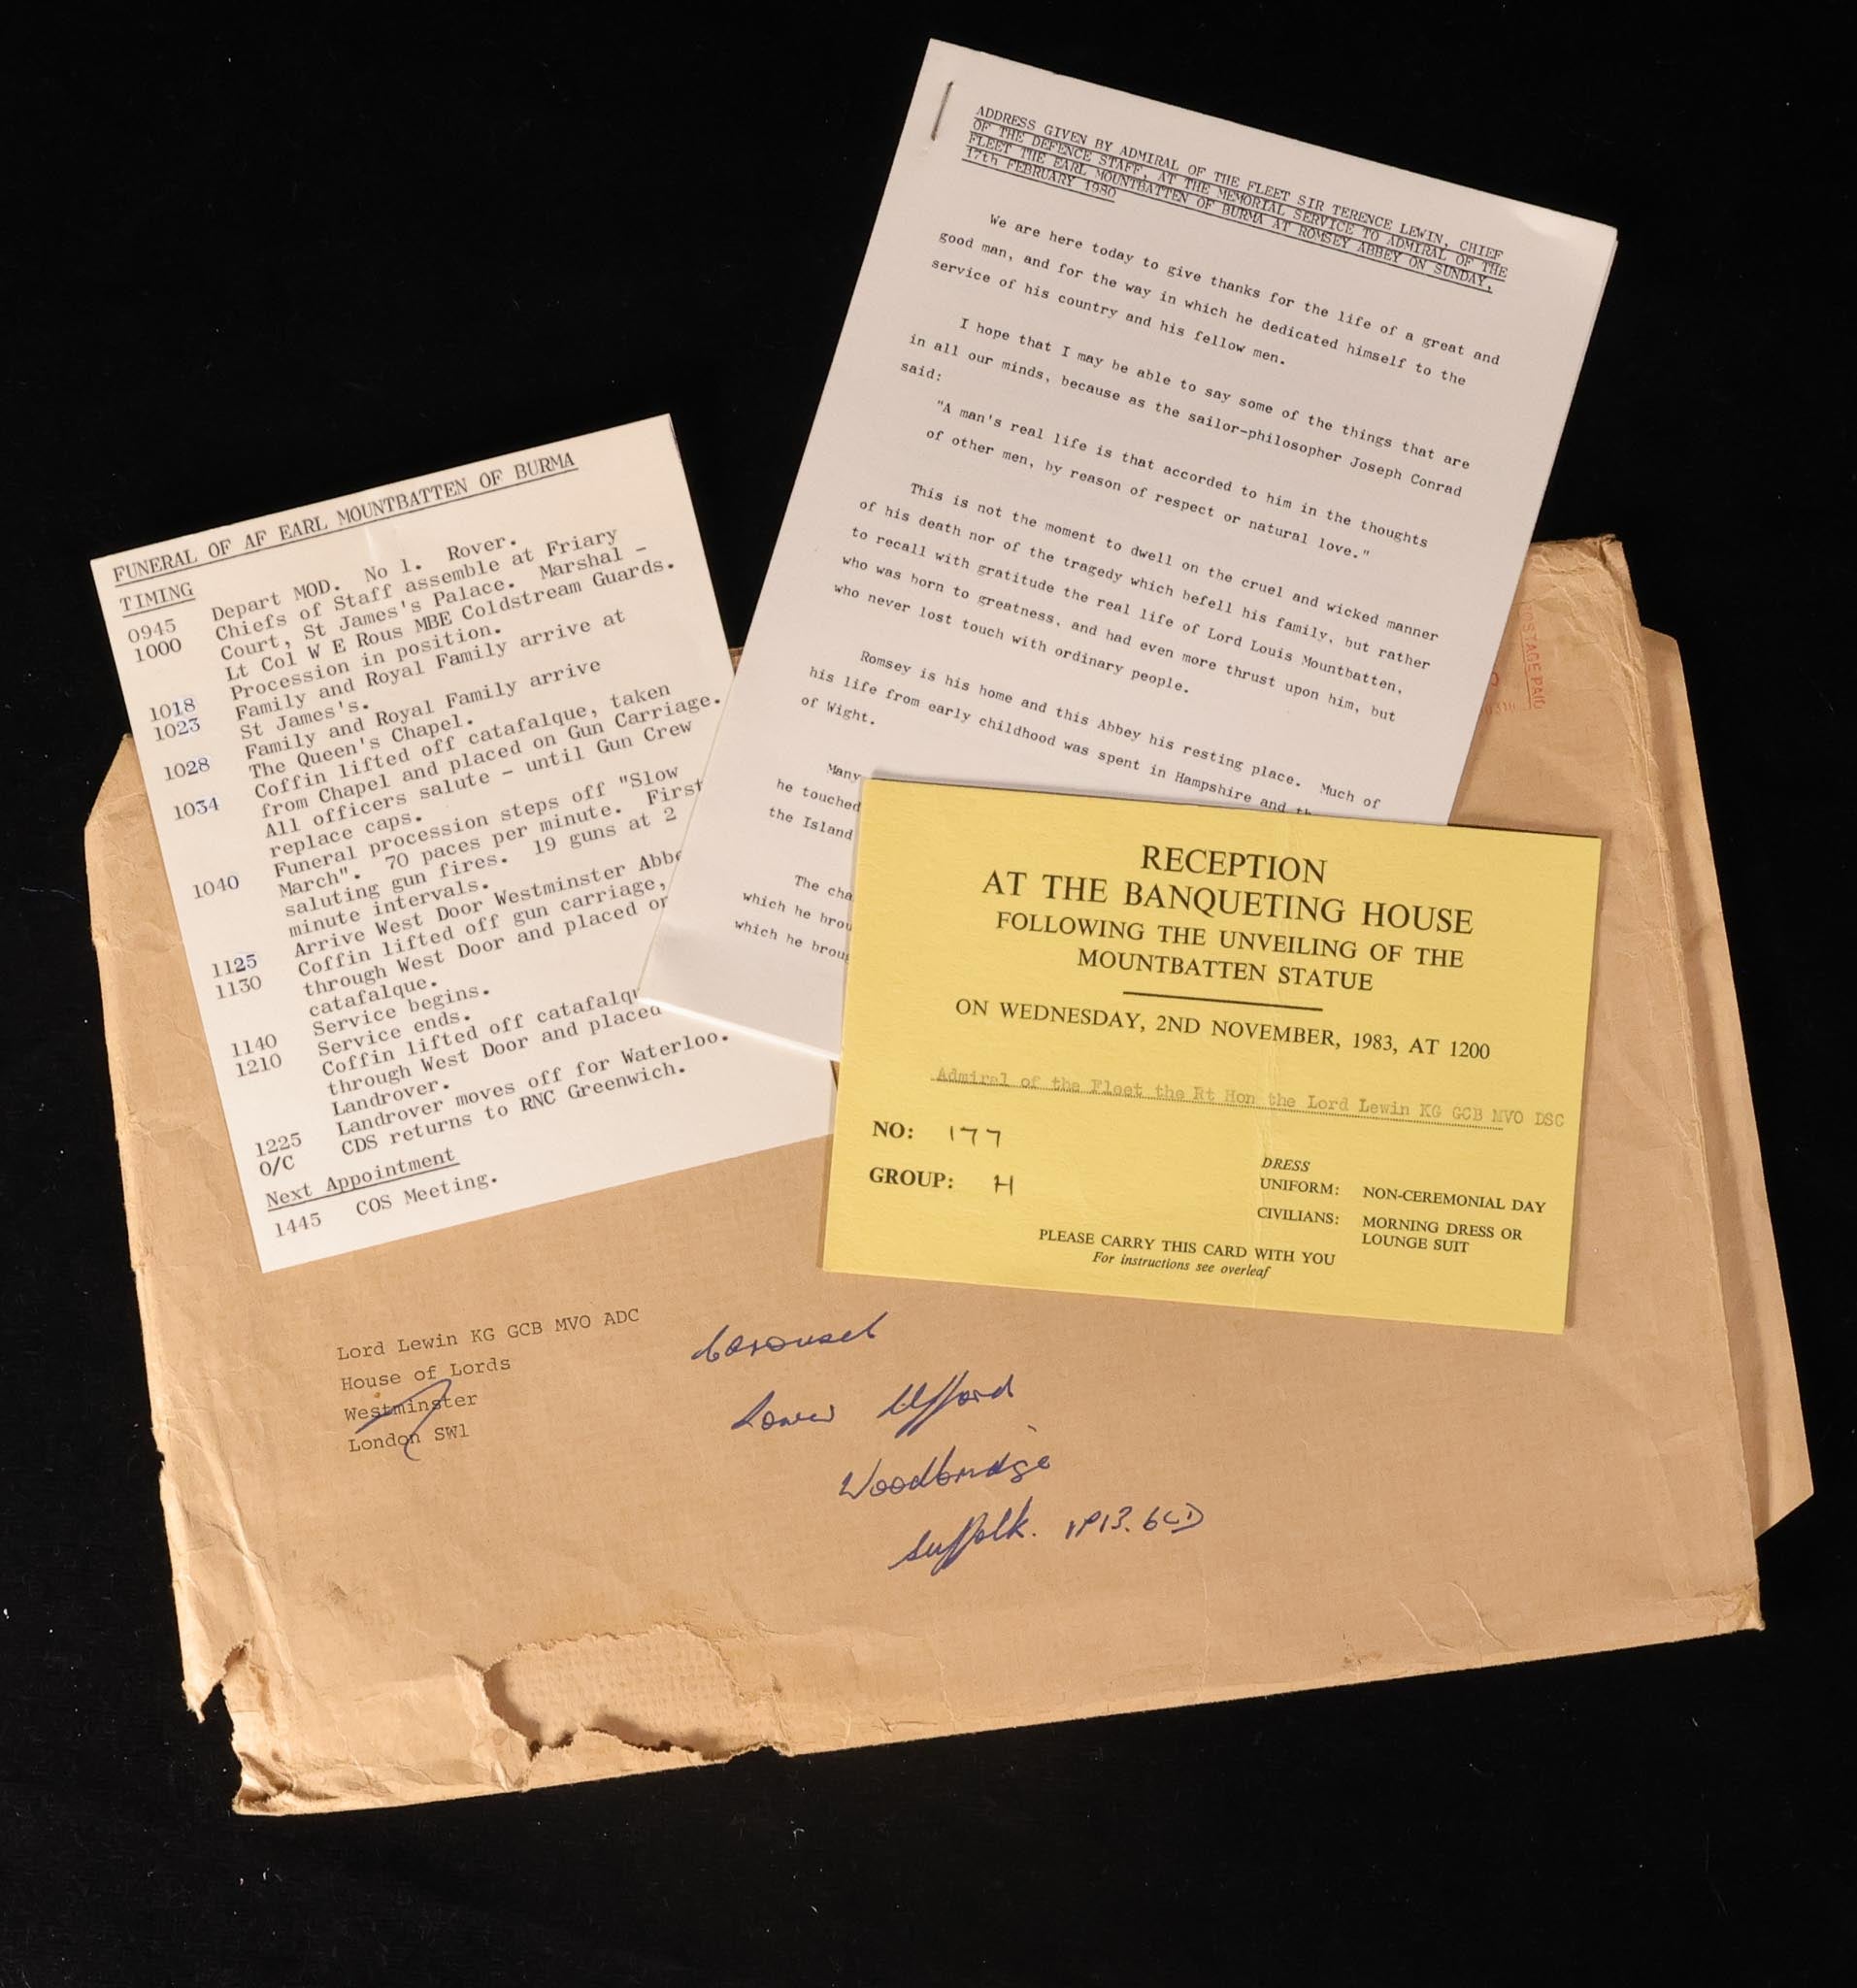 FUNERAL OF AF EARL MOUNTBATTEN OF BURMA
TIMING
0945 Depart MOD. No 1. Rover.
1000 Chiefs of Staff assemble at Friary
Court, St James's Palace. Marshal -
Lt Col W E Rous MBE Coldstream Guards.
1018 Procession in position.
1023 Family and Royal Family arrive at
St James's.
1028 Family and Royal Family arrive
The Queen's Chapel.
1034 Coffin lifted off catafalque, taken
from Chapel and placed on Gun Carriage.
All officers salute - until Gun Crew
replace caps.
1040 Funeral procession steps off "Slow
March". 70 paces per minute. First
saluting gun fires. 19 guns at 2
minute intervals.
1125 Arrive West Door Westminster Abbe
1130 Coffin lifted off gun carriage,
through West Door and placed or
catafalque.
1140 Service begins.
1210 Service ends.
Coffin lifted off catafalqu
through West Door and placed
Landrover.
1225 Landrover moves off for Waterloo.
O/C CDS returns to RNC Greenwich.
Next Appointment
1445 COS Meeting.
ADDRESS GIVEN BY ADMIRAL OF THE FLEET SIR TERENCE LEWIN, CHIEF
OF THE DEFENCE STAFF, AT THE MEMORIAL SERVICE TO ADMIRAL OF THE
FLEET THE EARL MOUNTBATTEN OF BURMA AT ROMSEY ABBEY ON SUNDAY,
17th FEBRUARY 1980
We are here today to give thanks for the life of a great and
good man, and for the way in which he dedicated himself to the
service of his country and his fellow men.
I hope that I may be able to say some of the things that are
in all our minds, because as the sailor-philosopher Joseph Conrad
said:
"A man's real life is that accorded to him in the thoughts
of other men, by reason of respect or natural love."
This is not the moment to dwell on the cruel and wicked manner
of his death nor of the tragedy which befell his family, but rather
to recall with gratitude the real life of Lord Louis Mountbatten,
who was born to greatness, and had even more thrust upon him, but
who never lost touch with ordinary people.
Romsey is his home and this Abbey his resting place. Much of
his life from early childhood was spent in Hampshire and th
of Wight.
Many
he touched
the Island
The cha
which he brou
which he broug
POSTAGE PAID
RECEPTION
AT THE BANQUETING HOUSE
FOLLOWING THE UNVEILING OF THE
MOUNTBATTEN STATUE
ON WEDNESDAY, 2ND NOVEMBER, 1983, AT 1200
Admiral of the Fleet the Rt Hon the Lord Lewin KG GCB MVO DSC
NO: 177
GROUP: H
DRESS
UNIFORM: NON-CEREMONIAL DAY
CIVILIANS: MORNING DRESS OR
LOUNGE SUIT
PLEASE CARRY THIS CARD WITH YOU
For instructions see overleaf
Lord Lewin KG GCB MVO ADC
House of Lords
Westminster
London SW1
Carousel
Lower Ufford
Woodbridge
Suffolk. IP13. 6